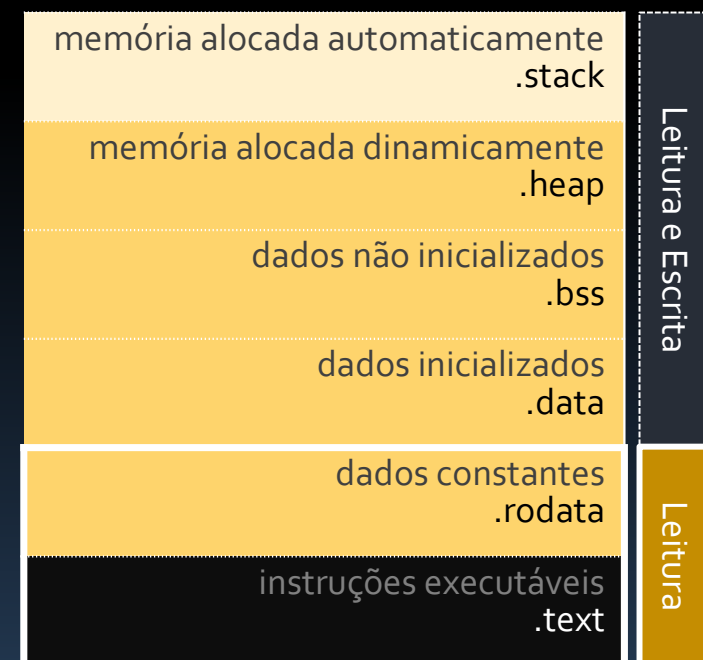 memória alocada automaticamente
.stack
memória alocada dinamicamente
.heap
dados não inicializados
.bss
dados inicializados
.data
dados constantes
.rodata
instruções executáveis
.text
Leitura e Escrita
Leitura